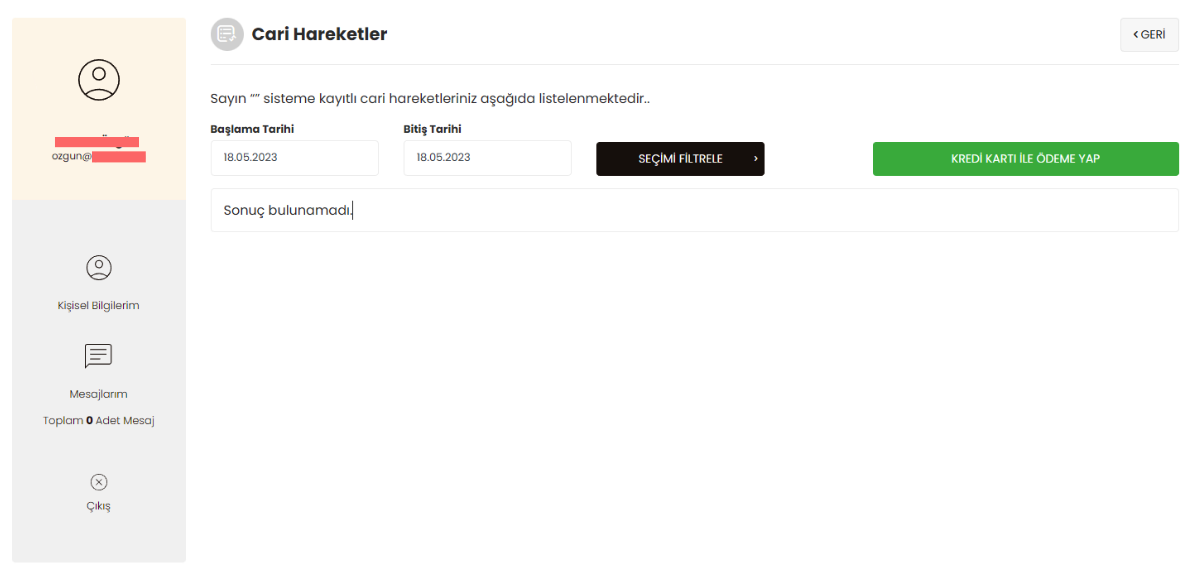 Cari Hareketler
‹ GERİ
Sayın “” sisteme kayıtlı cari hareketleriniz aşağıda listelenmektedir..
Başlama Tarihi
Bitiş Tarihi
18.05.2023
18.05.2023
SEÇİMİ FİLTRELE ›
KREDİ KARTI İLE ÖDEME YAP
Sonuç bulunamadı.
ozgun@
Kişisel Bilgilerim
Mesajlarım
Toplam 0 Adet Mesaj
Çıkış